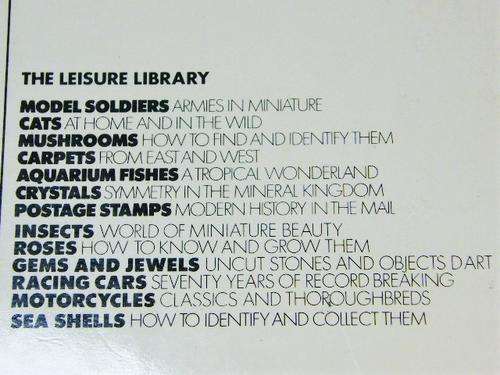 THE LEISURE LIBRARY
MODEL SOLDIERS ARMIES IN MINIATURE
CATS AT HOME AND IN THE WILD
MUSHROOMS HOW TO FIND AND IDENTIFY THEM
CARPETS FROM EAST AND WEST
AQUARIUM FISHES A TROPICAL WONDERLAND
CRYSTALS SYMMETRY IN THE MINERAL KINGDOM
POSTAGE STAMPS MODERN HISTORY IN THE MAIL
INSECTS WORLD OF MINIATURE BEAUTY
ROSES HOW TO KNOW AND GROW THEM
GEMS AND JEWELS UNCUT STONES AND OBJECTS D'ART
RACING CARS SEVENTY YEARS OF RECORD BREAKING
MOTORCYCLES CLASSICS AND THOROUGHBREDS
SEA SHELLS HOW TO IDENTIFY AND COLLECT THEM